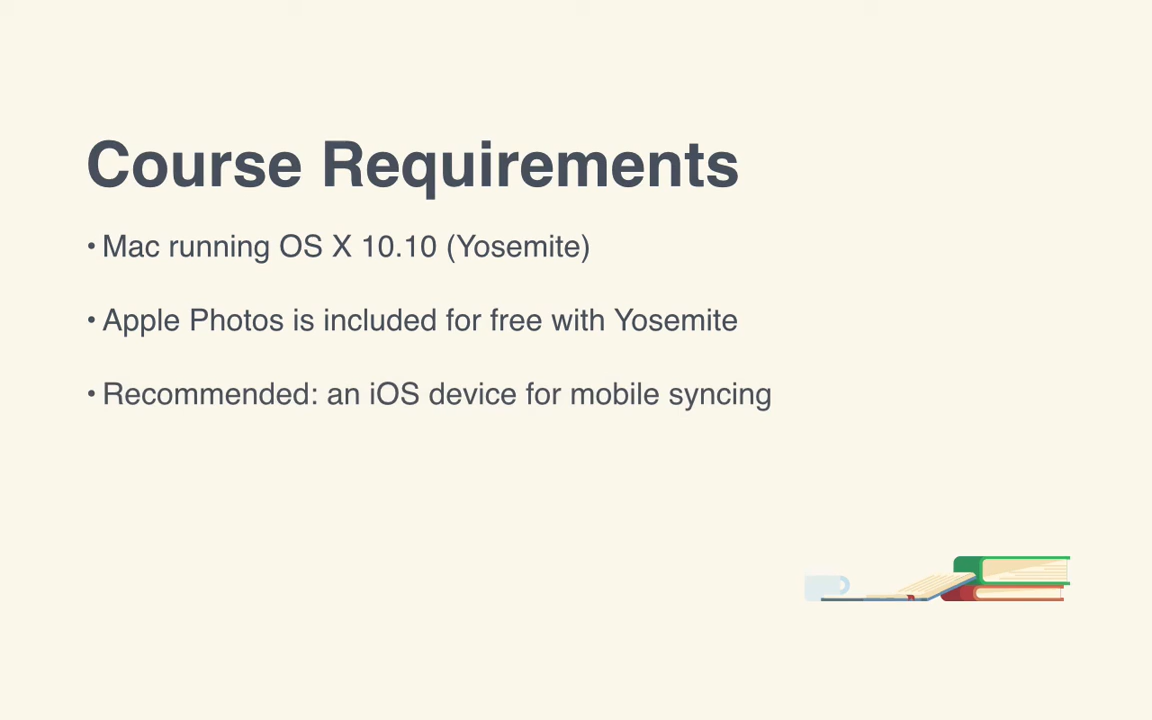 Course Requirements
• Mac running OS X 10.10 (Yosemite)
• Apple Photos is included for free with Yosemite
• Recommended: an iOS device for mobile syncing